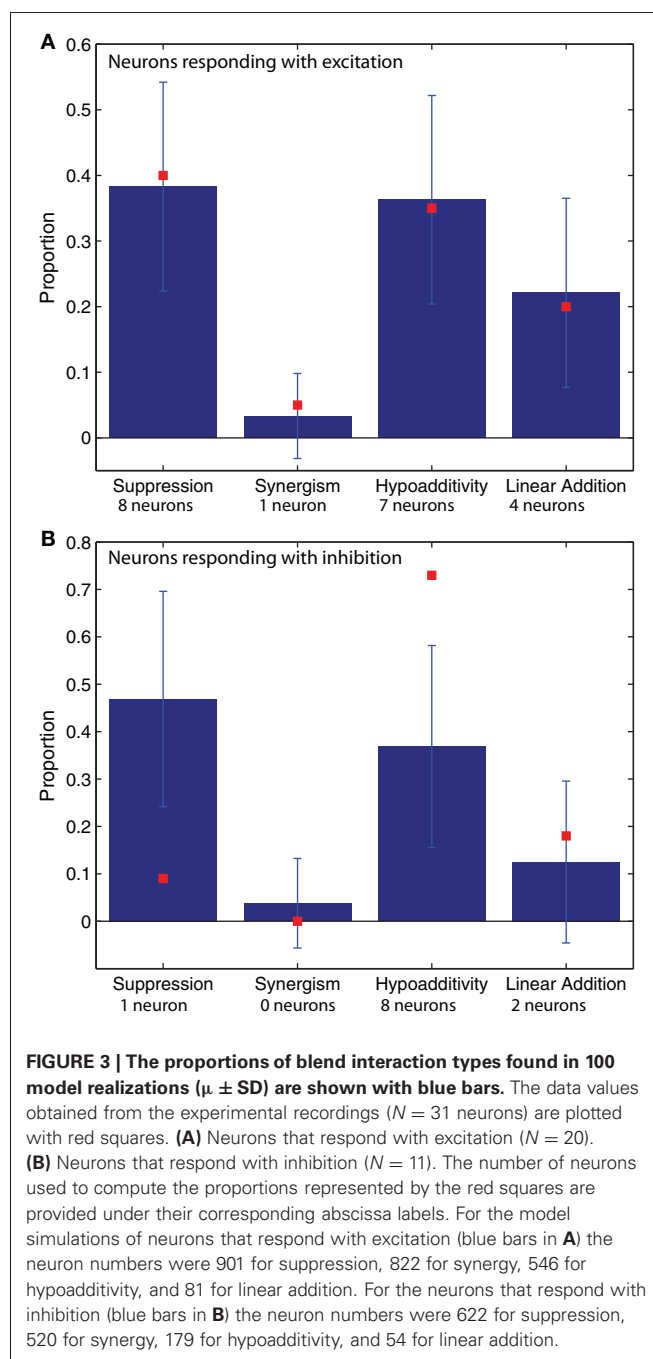 A
Neurons responding with excitation
0.6
0.5
0.4
0.3
0.2
0.1
0
Proportion
Suppression Synergism Hypoadditivity Linear Addition
8 neurons 1 neuron 7 neurons 4 neurons
B
Neurons responding with inhibition
0.8
0.7
0.6
0.5
0.4
0.3
0.2
0.1
0
Proportion
Suppression Synergism Hypoadditivity Linear Addition
1 neuron 0 neurons 8 neurons 2 neurons
FIGURE 3 | The proportions of blend interaction types found in 100
model realizations (μ ± SD) are shown with blue bars. The data values
obtained from the experimental recordings (N = 31 neurons) are plotted
with red squares. (A) Neurons that respond with excitation (N = 20).
(B) Neurons that respond with inhibition (N = 11). The number of neurons
used to compute the proportions represented by the red squares are
provided under their corresponding abscissa labels. For the model
simulations of neurons that respond with excitation (blue bars in A) the
neuron numbers were 901 for suppression, 822 for synergy, 546 for
hypoadditivity, and 81 for linear addition. For the neurons that respond with
inhibition (blue bars in B) the neuron numbers were 622 for suppression,
520 for synergy, 179 for hypoadditivity, and 54 for linear addition.